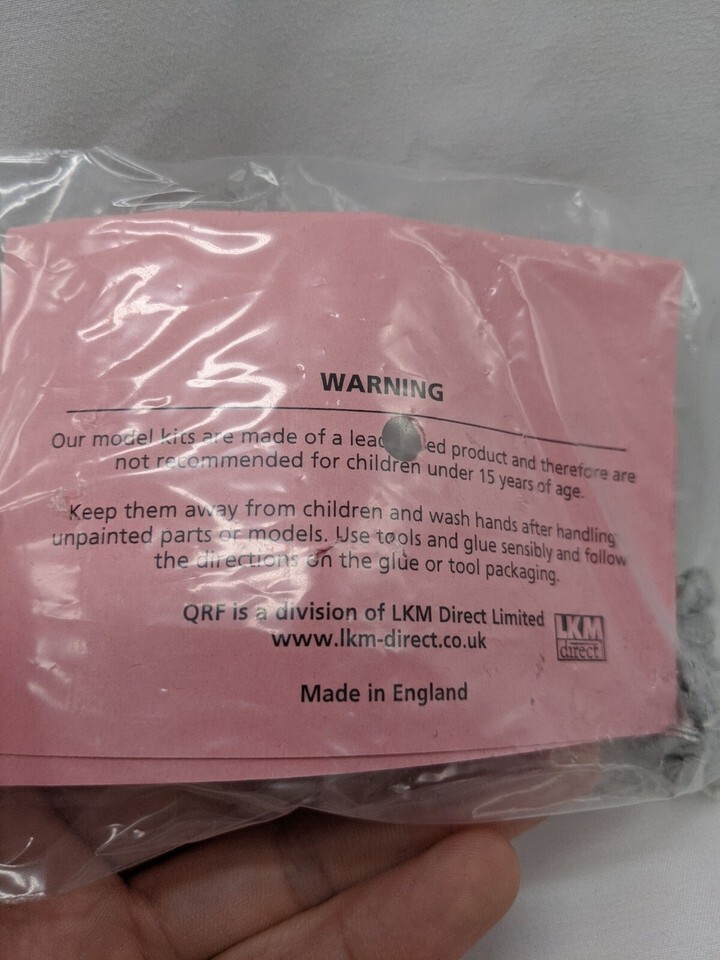 WARNING
Our model kits are made of a lead ed product and therefore are
not recommended for children under 15 years of age.
Keep them away from children and wash hands after handling
unpainted parts or models. Use tools and glue sensibly and follow
the directions on the glue or tool packaging.
QRF is a division of LKM Direct Limited
www.lkm-direct.co.uk
LKM
direct
Made in England